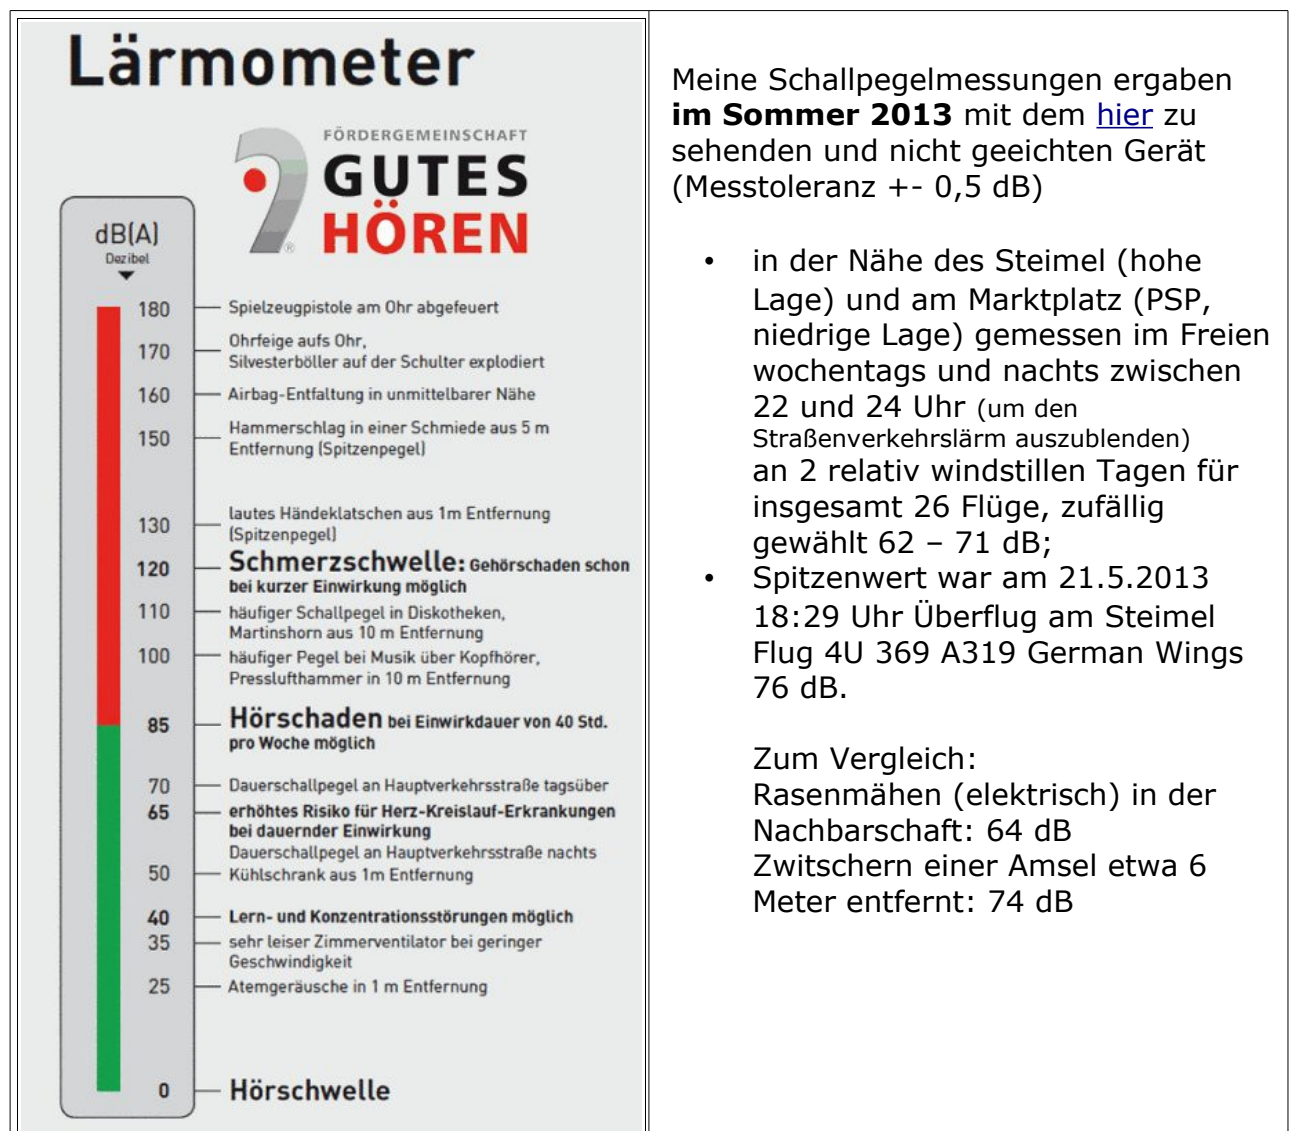 Lärmometer
FÖRDERGEMEINSCHAFT
GUTES
HÖREN
®
dB(A)
Dezibel
180 Spielzeugpistole am Ohr abgefeuert
170 Ohrfeige aufs Ohr,
Silvesterböller auf der Schulter explodiert
160 Airbag-Entfaltung in unmittelbarer Nähe
150 Hammerschlag in einer Schmiede aus 5 m
Entfernung (Spitzenpegel)
130 lautes Händeklatschen aus 1m Entfernung
(Spitzenpegel)
120 Schmerzschwelle: Gehörschaden schon
bei kurzer Einwirkung möglich
110 häufiger Schallpegel in Diskotheken,
Martinshorn aus 10 m Entfernung
100 häufiger Pegel bei Musik über Kopfhörer,
Presslufthammer in 10 m Entfernung
85 Hörschaden bei Einwirkdauer von 40 Std.
pro Woche möglich
70 Dauerschallpegel an Hauptverkehrsstraße tagsüber
65 erhöhtes Risiko für Herz-Kreislauf-Erkrankungen
bei dauernder Einwirkung
Dauerschallpegel an Hauptverkehrsstraße nachts
50 Kühlschrank aus 1m Entfernung
40 Lern- und Konzentrationsstörungen möglich
35 sehr leiser Zimmerventilator bei geringer
Geschwindigkeit
25 Atemgeräusche in 1 m Entfernung
0 Hörschwelle
Meine Schallpegelmessungen ergaben
im Sommer 2013 mit dem hier zu
sehenden und nicht geeichten Gerät
(Messtoleranz +- 0,5 dB)
• in der Nähe des Steimel (hohe
Lage) und am Marktplatz (PSP,
niedrige Lage) gemessen im Freien
wochentags und nachts zwischen
22 und 24 Uhr (um den
Straßenverkehrslärm auszublenden)
an 2 relativ windstillen Tagen für
insgesamt 26 Flüge, zufällig
gewählt 62 – 71 dB;
• Spitzenwert war am 21.5.2013
18:29 Uhr Überflug am Steimel
Flug 4U 369 A319 German Wings
76 dB.
Zum Vergleich:
Rasenmähen (elektrisch) in der
Nachbarschaft: 64 dB
Zwitschern einer Amsel etwa 6
Meter entfernt: 74 dB